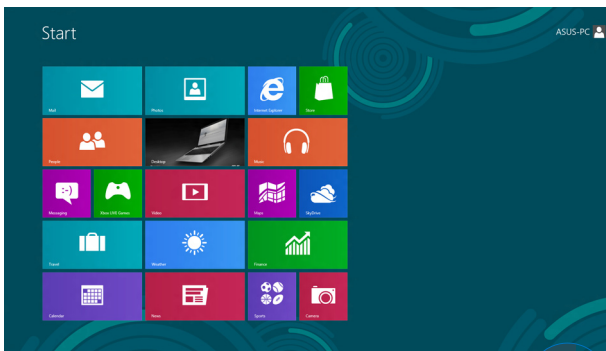 Start
ASUS-PC
Mail
Photos
Internet Explorer
Store
People
Desktop
Music
Messaging
Xbox LIVE Games
Video
Maps
SkyDrive
Travel
Weather
Finance
Calendar
News
Sports
Camera